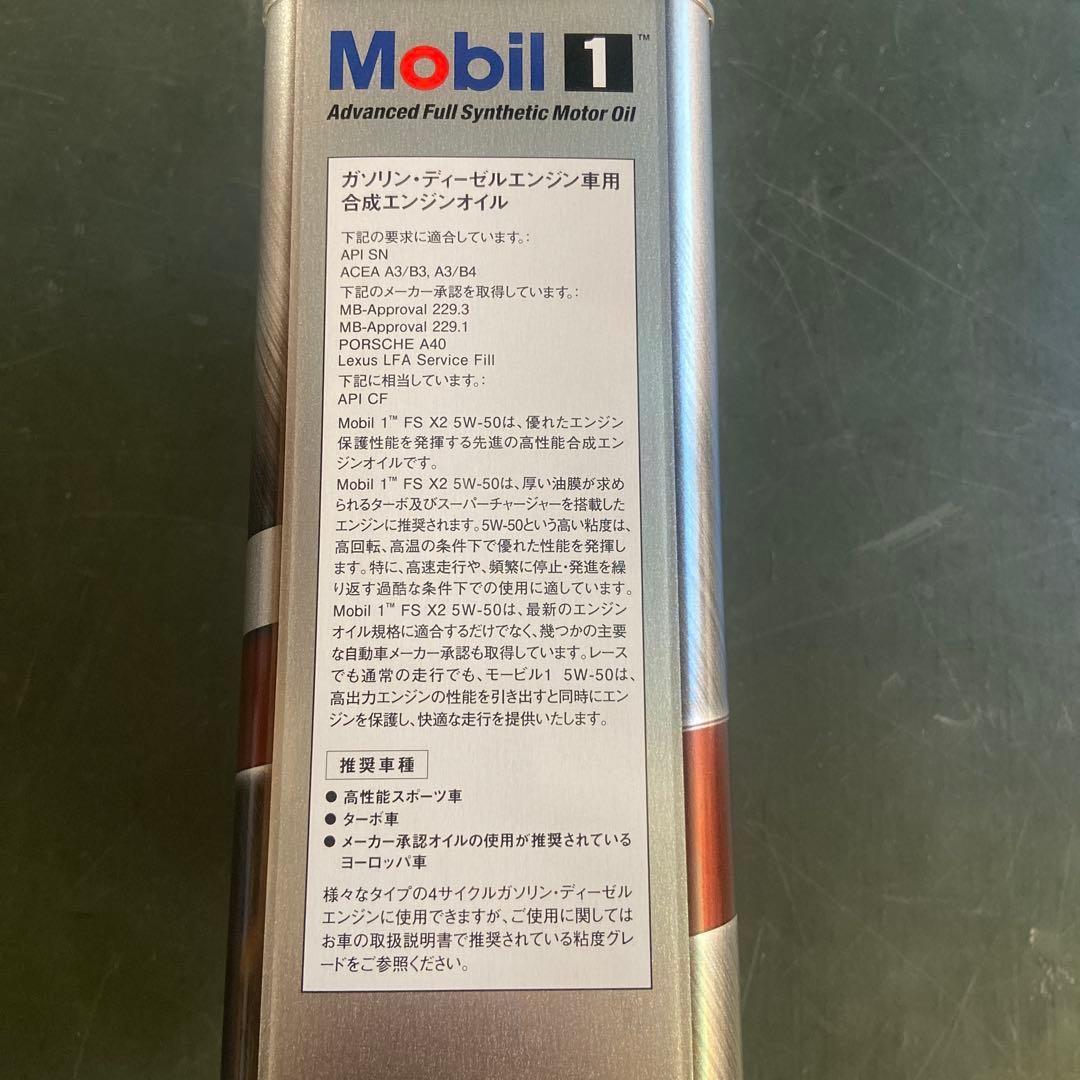 Mobil 1™
Advanced Full Synthetic Motor Oil
ガソリン・ディーゼルエンジン車用
合成エンジンオイル
下記の要求に適合しています。:
API SN
ACEA A3/B3, A3/B4
下記のメーカー承認を取得しています。:
MB-Approval 229.3
MB-Approval 229.1
PORSCHE A40
Lexus LFA Service Fill
下記に相当しています。:
API CF
Mobil 1™ FS X2 5W-50は、優れたエンジン
保護性能を発揮する先進の高性能合成エン
ジンオイルです。
Mobil 1™ FS X2 5W-50は、厚い油膜が求め
られるターボ及びスーパーチャージャーを搭載した
エンジンに推奨されます。5W-50という高い粘度は、
高回転、高温の条件下で優れた性能を発揮し
ます。特に、高速走行や、頻繁に停止・発進を繰
り返す過酷な条件下での使用に適しています。
Mobil 1™ FS X2 5W-50は、最新のエンジン
オイル規格に適合するだけでなく、幾つかの主要
な自動車メーカー承認も取得しています。レース
でも通常の走行でも、モービル1 5W-50は、
高出力エンジンの性能を引き出すと同時にエン
ジンを保護し、快適な走行を提供いたします。
推奨車種
● 高性能スポーツ車
● ターボ車
● メーカー承認オイルの使用が推奨されている
ヨーロッパ車
様々なタイプの4サイクルガソリン・ディーゼル
エンジンに使用できますが、ご使用に関しては
お車の取扱説明書で推奨されている粘度グレ
ードをご参照ください。